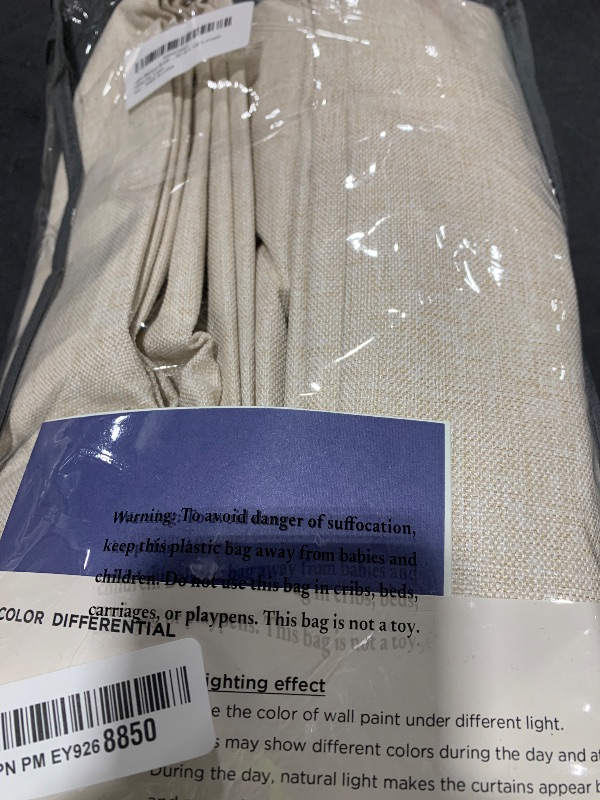 Warning: To avoid danger of suffocation,
keep this plastic bag away from babies and
children. Do not use this bag in cribs, beds,
carriages, or playpens. This bag is not a toy.
COLOR DIFFERENTIAL
ighting effect
e the color of wall paint under different light.
s may show different colors during the day and
During the day, natural light makes the curtains appear
PN PM EY926 8850